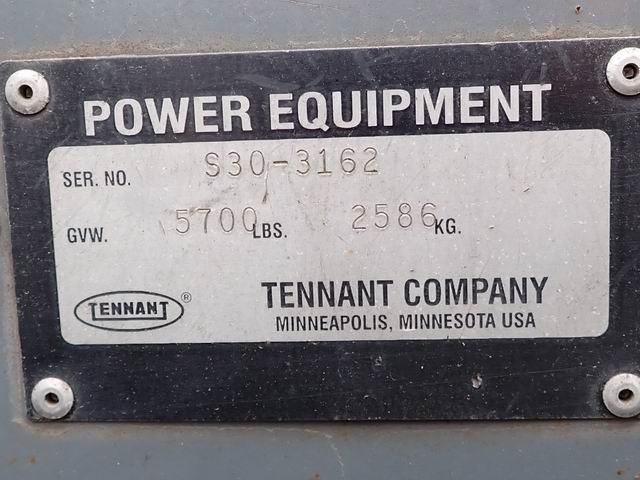 POWER EQUIPMENT
SER. NO. S30-3162
GVW. 5700 LBS. 2586 KG.
TENNANT ® TENNANT COMPANY
MINNEAPOLIS, MINNESOTA USA